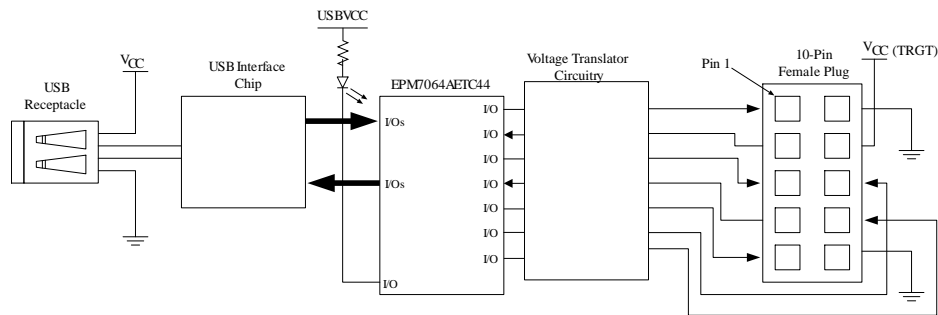 USBVCC
VCC
USB Interface
Chip
USB
Receptacle
EPM7064AETC44
I/Os
I/Os
I/O
I/O
I/O
I/O
I/O
I/O
I/O
I/O
Voltage Translator
Circuitry
Pin 1
10-Pin
Female Plug
VCC (TRGT)